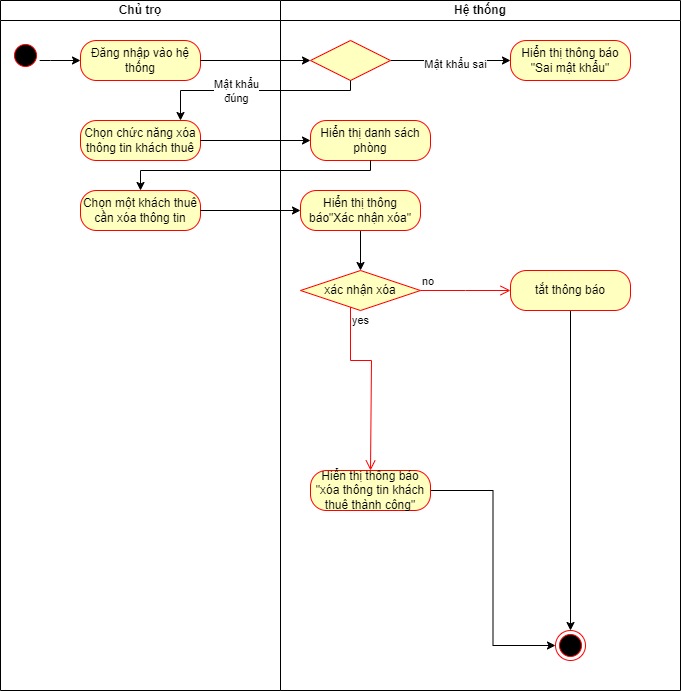 Chủ trọ
Hệ thống
Đăng nhập vào hệ
thống
Mật khẩu sai
Hiển thị thông báo
"Sai mật khẩu"
Mật khẩu
đúng
Chọn chức năng xóa
thông tin khách thuê
Hiển thị danh sách
phòng
Chọn một khách thuê
cần xóa thông tin
Hiển thị thông
báo"Xác nhận xóa"
xác nhận xóa
no
tắt thông báo
yes
Hiển thị thông báo
"xóa thông tin khách
thuê thành công"